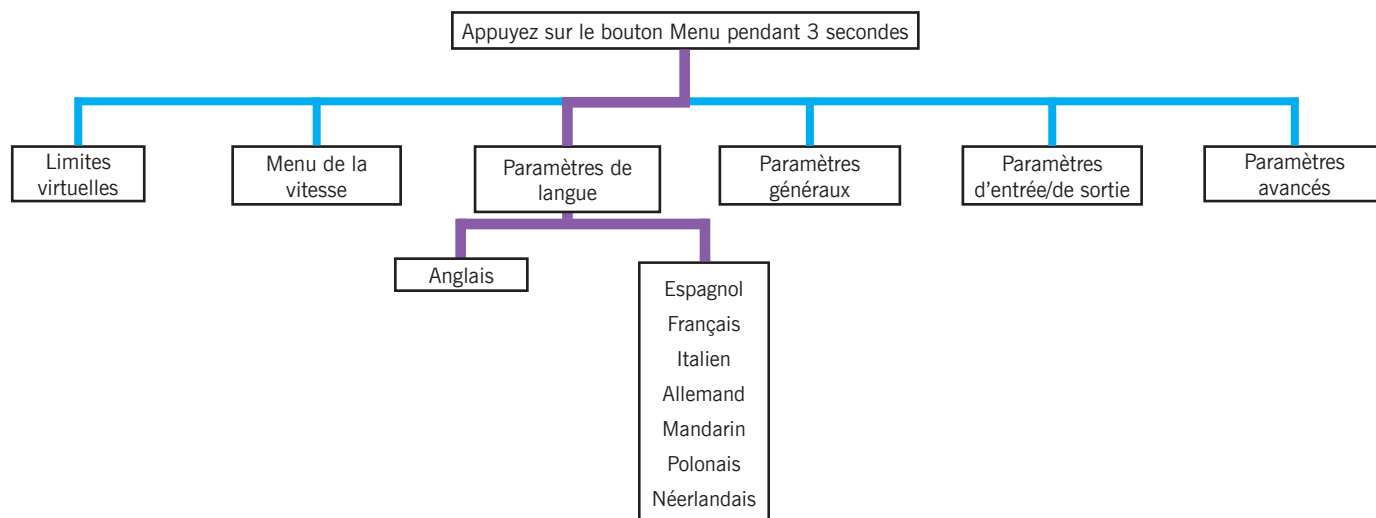 Appuyez sur le bouton Menu pendant 3 secondes
Limites
virtuelles
Menu de la
vitesse
Paramètres de
langue
Paramètres
généraux
Paramètres
d'entrée/de sortie
Paramètres
avancés
Anglais
Espagnol
Français
Italien
Allemand
Mandarin
Polonais
Néerlandais